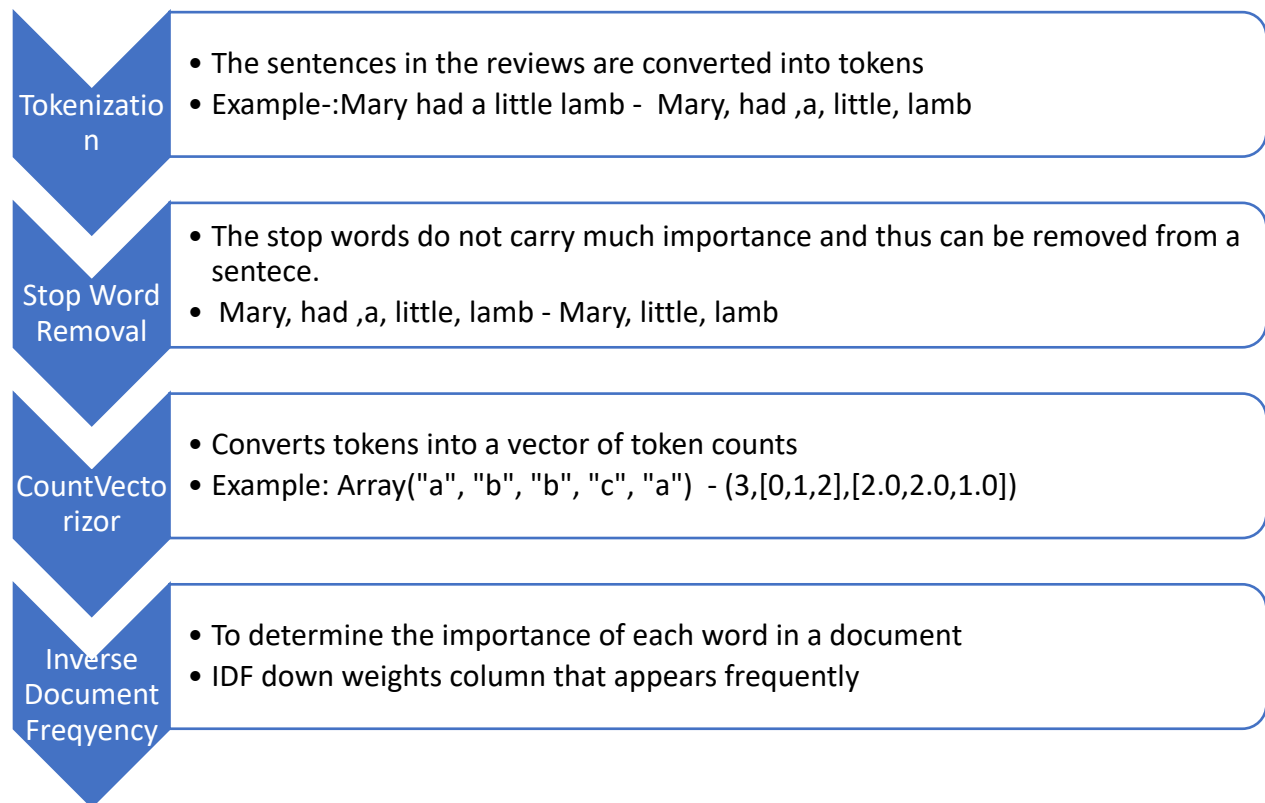 Tokenizatio
n
• The sentences in the reviews are converted into tokens
• Example-:Mary had a little lamb - Mary, had ,a, little, lamb
Stop Word
Removal
• The stop words do not carry much importance and thus can be removed from a
sentece.
• Mary, had ,a, little, lamb - Mary, little, lamb
CountVecto
rizor
• Converts tokens into a vector of token counts
• Example: Array("a", "b", "b", "c", "a") - (3,[0,1,2],[2.0,2.0,1.0])
Inverse
Document
Freqyency
• To determine the importance of each word in a document
• IDF down weights column that appears frequently